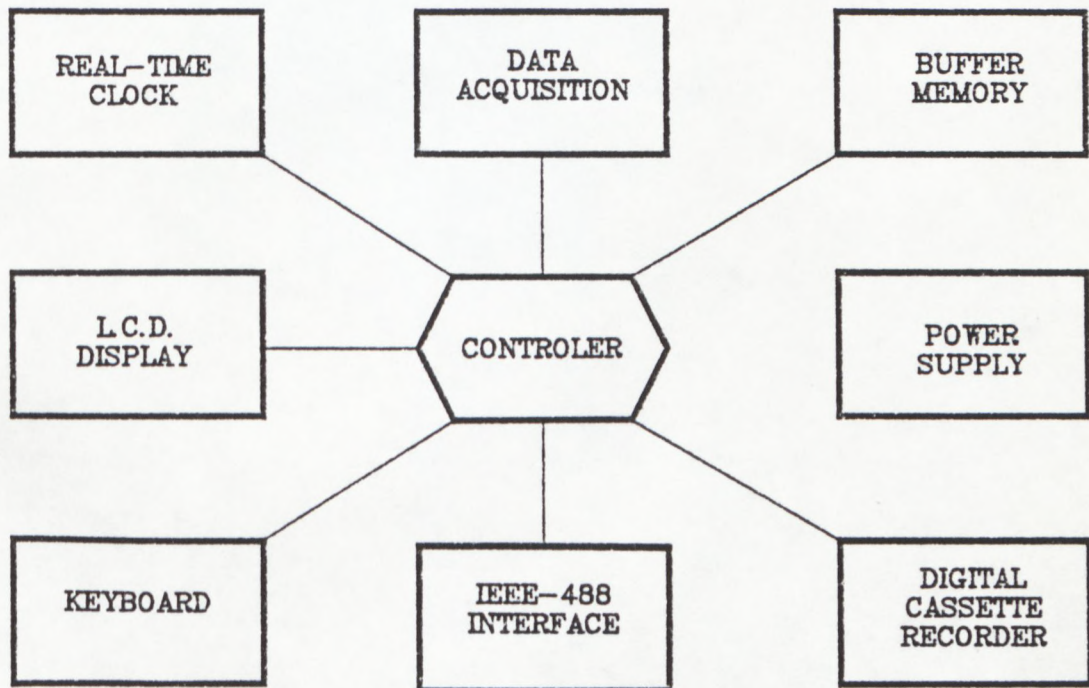 REAL-TIME
CLOCK
DATA
ACQUISITION
BUFFER
MEMORY
L.C.D.
DISPLAY
CONTROLER
POWER
SUPPLY
KEYBOARD
IEEE-488
INTERFACE
DIGITAL
CASSETTE
RECORDER